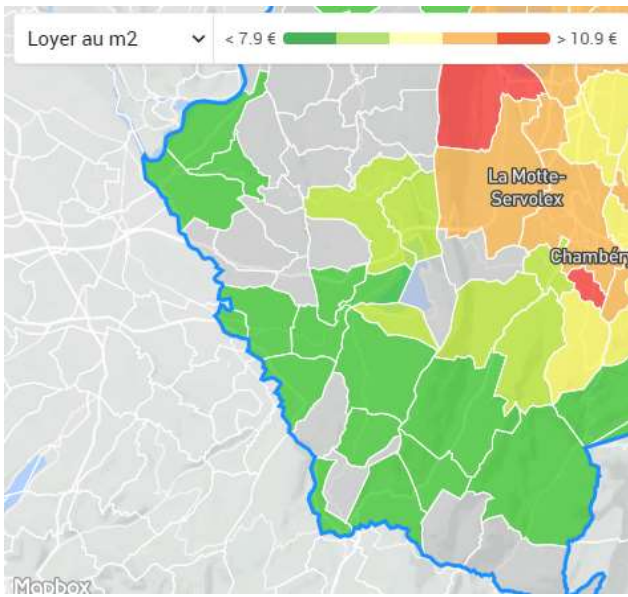 Loyer au m2
< 7.9 €
> 10.9 €
La Motte-
Servolex
Chambéry
Mapbox